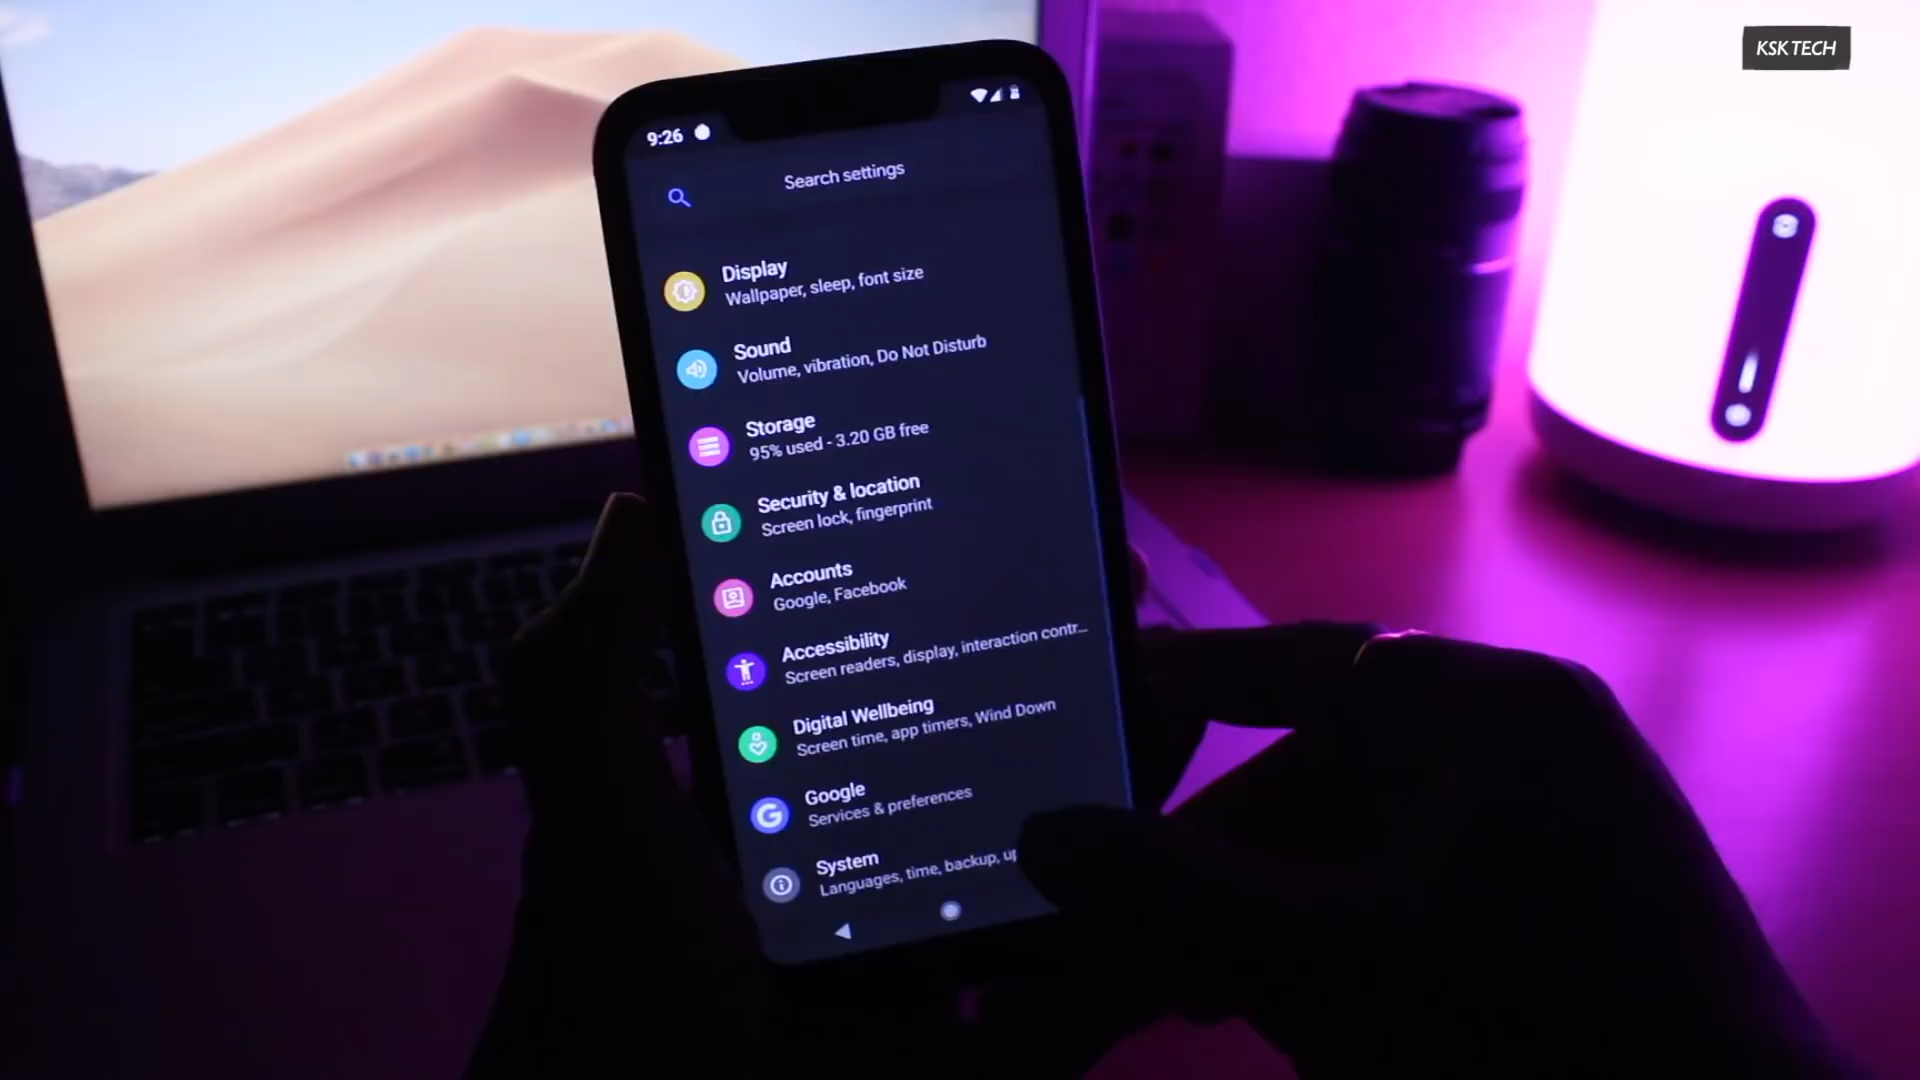 KSK TECH
9:26
Search settings
Display
Wallpaper, sleep, font size
Sound
Volume, vibration, Do Not Disturb
Storage
95% used - 3.20 GB free
Security & location
Screen lock, fingerprint
Accounts
Google, Facebook
Accessibility
Screen readers, display, interaction contr...
Digital Wellbeing
Screen time, app timers, Wind Down
Google
Services & preferences
System
Languages, time, backup,